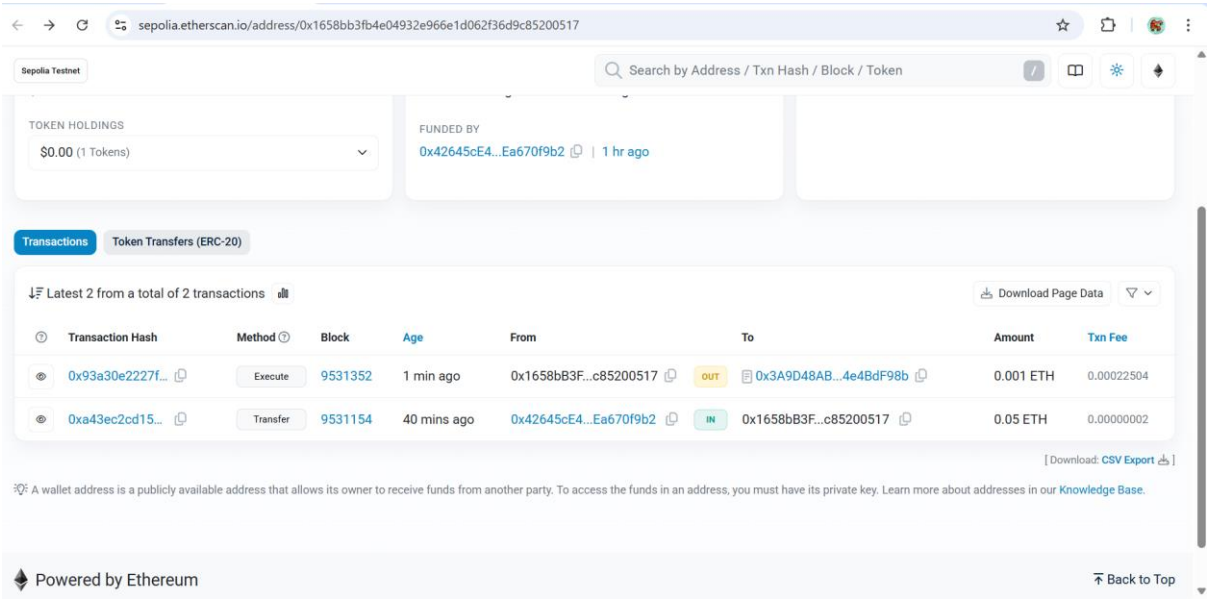 sepolia.etherscan.io/address/0x1658bb3fb4e04932e966e1d062f36d9c85200517
Sepolia Testnet
Search by Address / Txn Hash / Block / Token /
TOKEN HOLDINGS
$0.00 (1 Tokens)
FUNDED BY
0x42645cE4...Ea670f9b2 | 1 hr ago
Transactions Token Transfers (ERC-20)
Latest 2 from a total of 2 transactions
Download Page Data
Transaction Hash Method Block Age From To Amount Txn Fee
0x93a30e2227f... Execute 9531352 1 min ago 0x1658bB3F...c85200517 OUT 0x3A9D48AB...4e4BdF98b 0.001 ETH 0.00022504
0xa43ec2cd15... Transfer 9531154 40 mins ago 0x42645cE4...Ea670f9b2 IN 0x1658bB3F...c85200517 0.05 ETH 0.00000002
[ Download: CSV Export ]
A wallet address is a publicly available address that allows its owner to receive funds from another party. To access the funds in an address, you must have its private key. Learn more about addresses in our Knowledge Base.
Powered by Ethereum
Back to Top